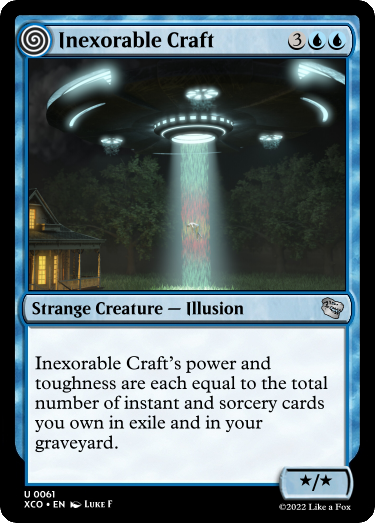 Inexorable Craft 3
Strange Creature — Illusion
Inexorable Craft's power and
toughness are each equal to the total
number of instant and sorcery cards
you own in exile and in your
graveyard.
★/★
U 0061
XCO • EN Luke F
©2022 Like a Fox